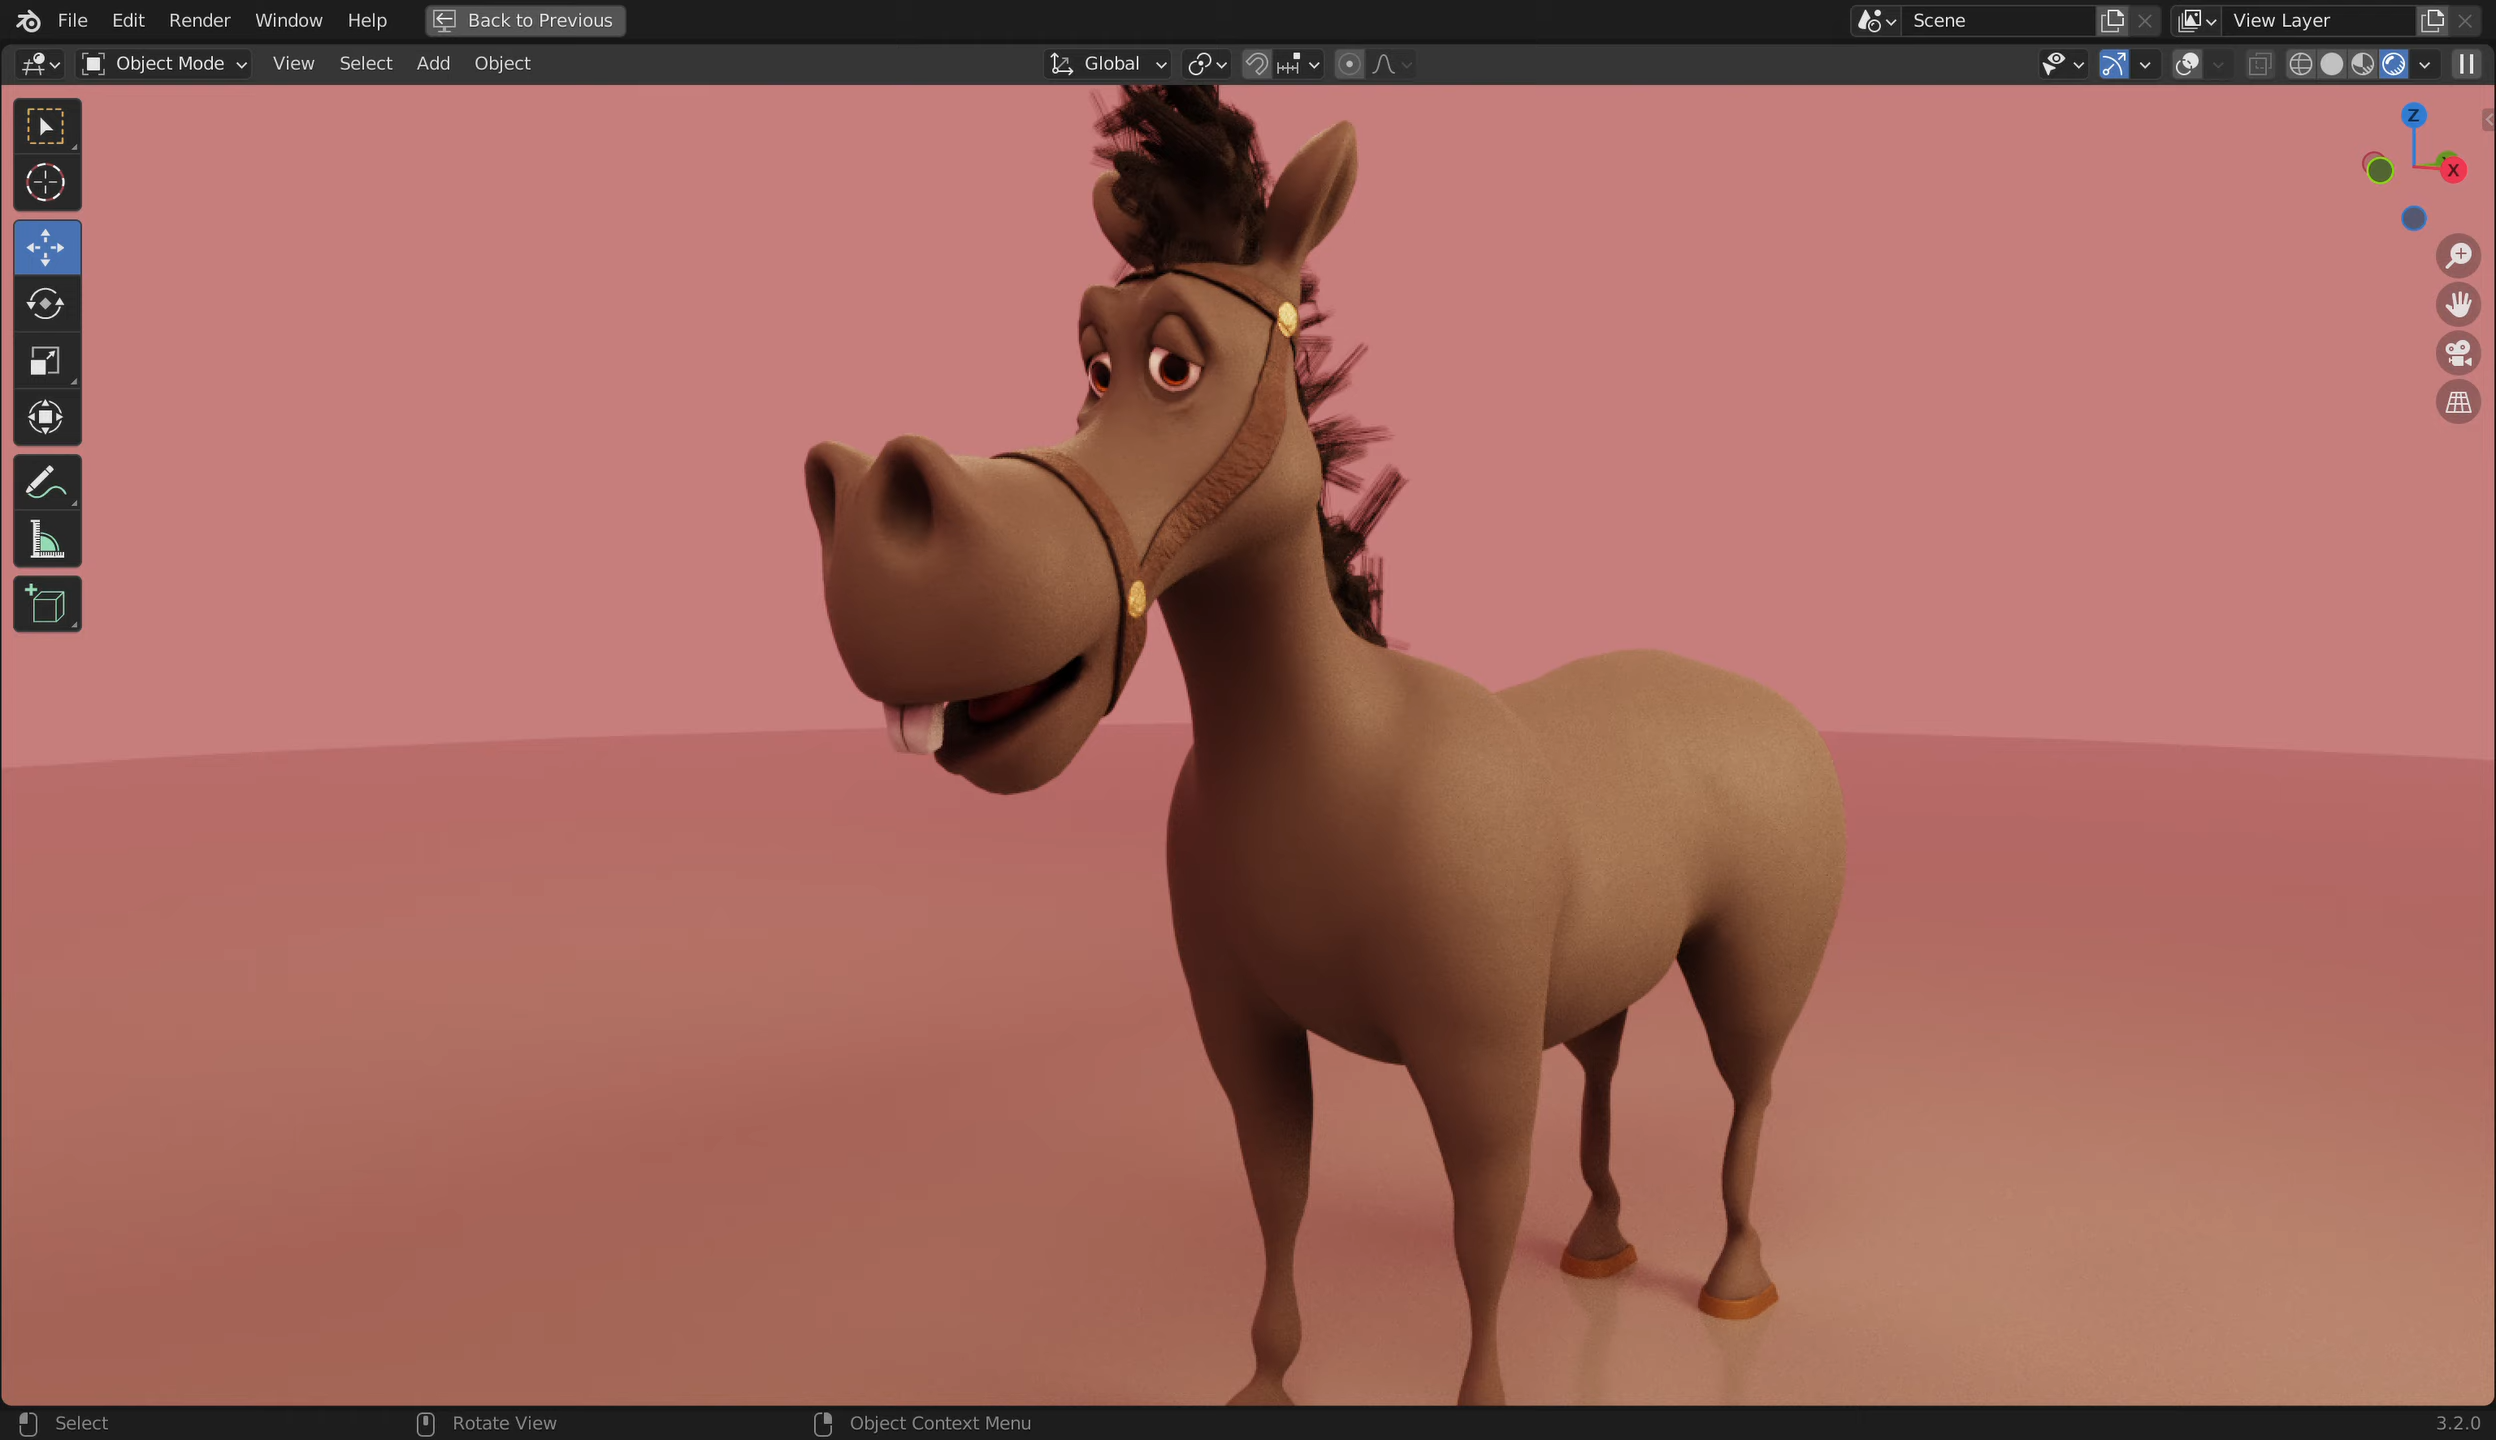 File Edit Render Window Help Back to Previous Scene View Layer
Object Mode View Select Add Object Global
Z
Y
X
Select Rotate View Object Context Menu 3.2.0